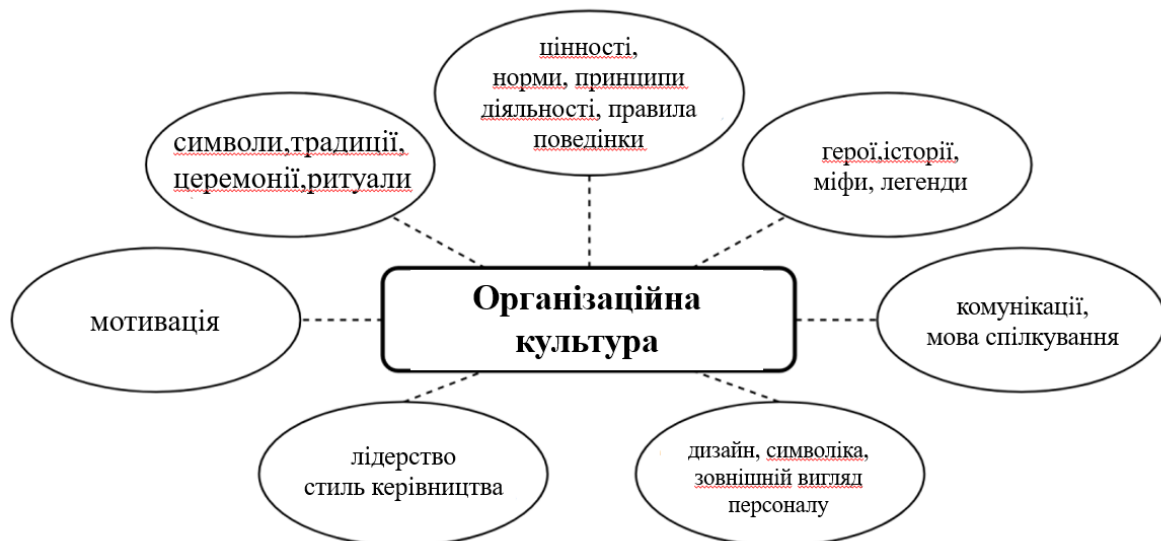 цінності,
норми, принципи
діяльності, правила
поведінки
символи,традиції,
церемонії,ритуали
герої,історії,
міфи, легенди
Організаційна
культура
мотивація
комунікації,
мова спілкування
лідерство
стиль керівництва
дизайн, символіка,
зовнішній вигляд
персоналу